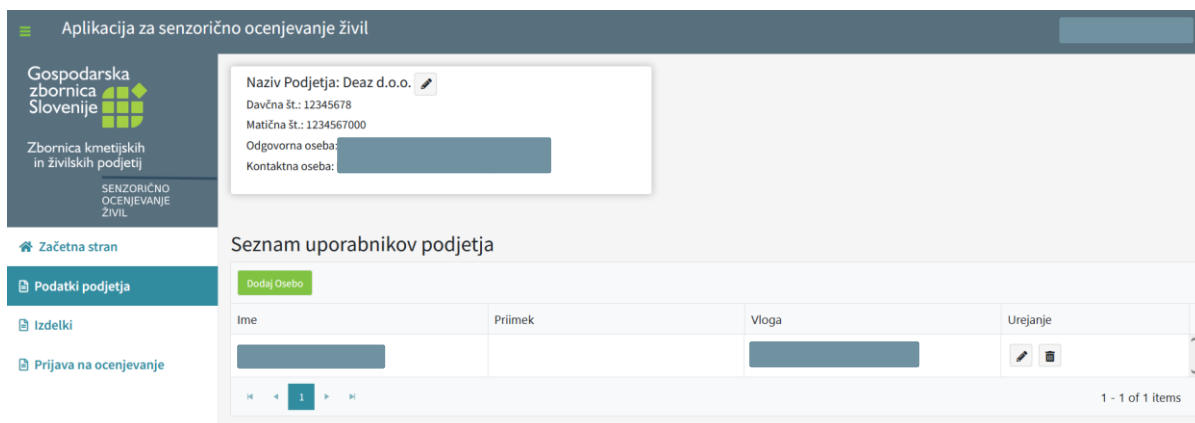 Aplikacija za senzorično ocenjevanje živil
Gospodarska
zbornica
Slovenije
Zbornica kmetijskih
in živilskih podjetij
SENZORIČNO
OCENJEVANJE
ŽIVIL
Začetna stran
Podatki podjetja
Izdelki
Prijava na ocenjevanje
Naziv Podjetja: Deaz d.o.o.
Davčna št.: 12345678
Matična št.: 1234567000
Odgovorna oseba:
Kontaktna oseba:
Seznam uporabnikov podjetja
Dodaj Osebo
Ime Priimek Vloga Urejanje
1 1 - 1 of 1 items